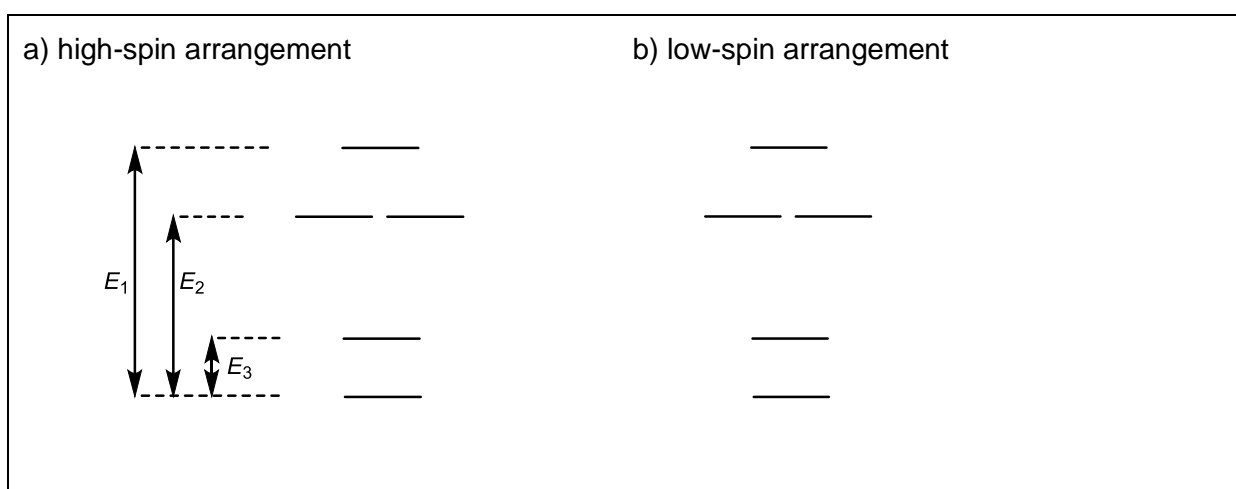 a) high-spin arrangement
b) low-spin arrangement
E1
E2
E3